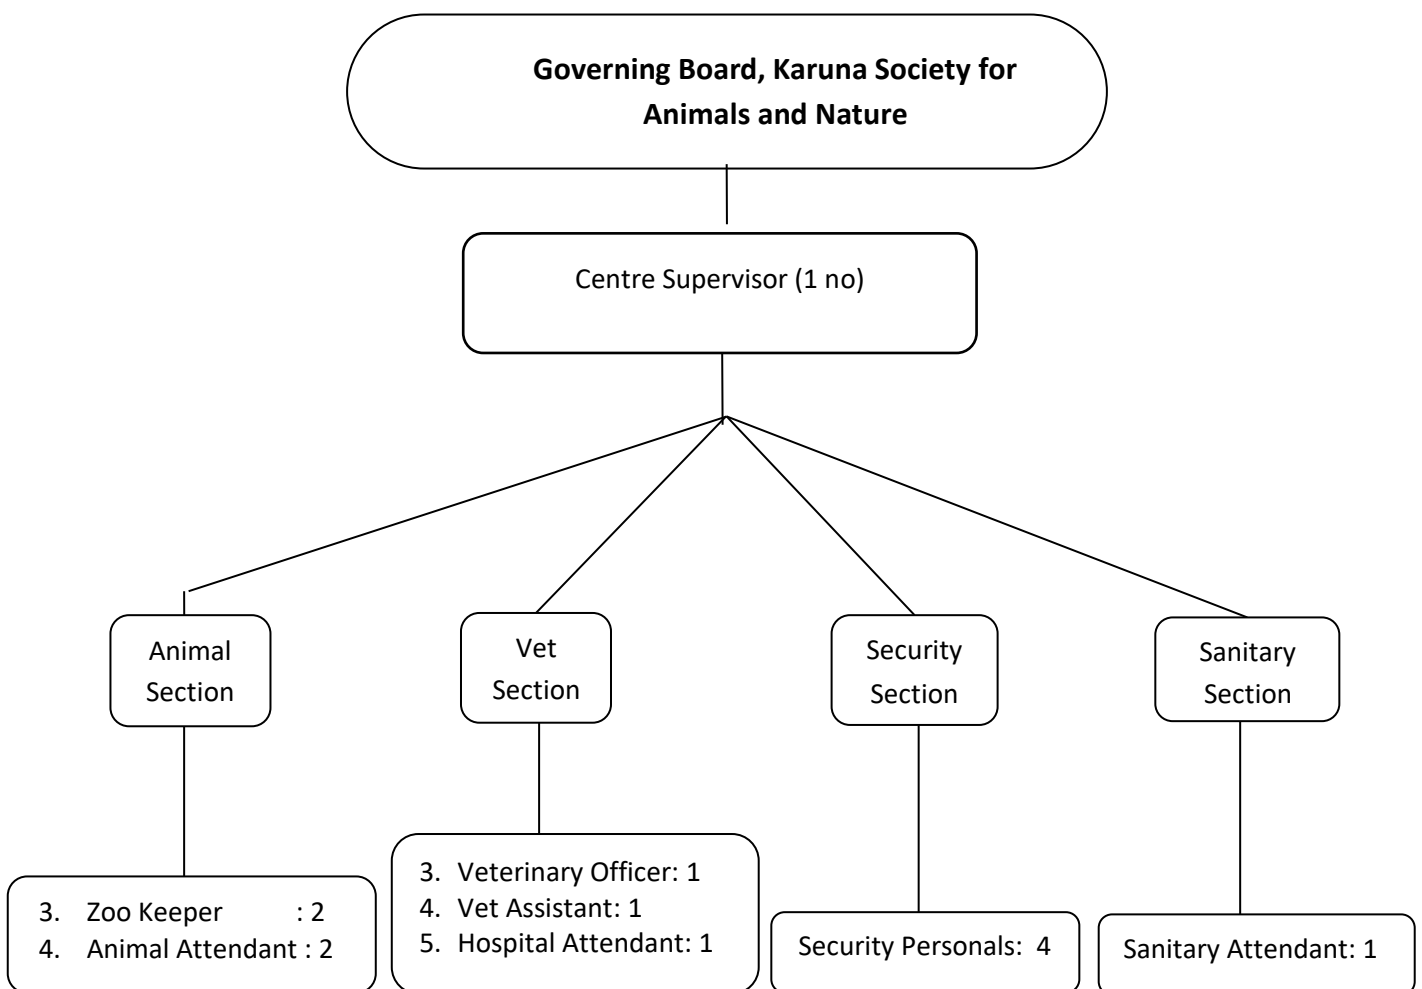 Governing Board, Karuna Society for
Animals and Nature
Centre Supervisor (1 no)
Animal
Section
Vet
Section
Security
Section
Sanitary
Section
3. Zoo Keeper : 2
4. Animal Attendant : 2
3. Veterinary Officer: 1
4. Vet Assistant: 1
5. Hospital Attendant: 1
Security Personals: 4
Sanitary Attendant: 1